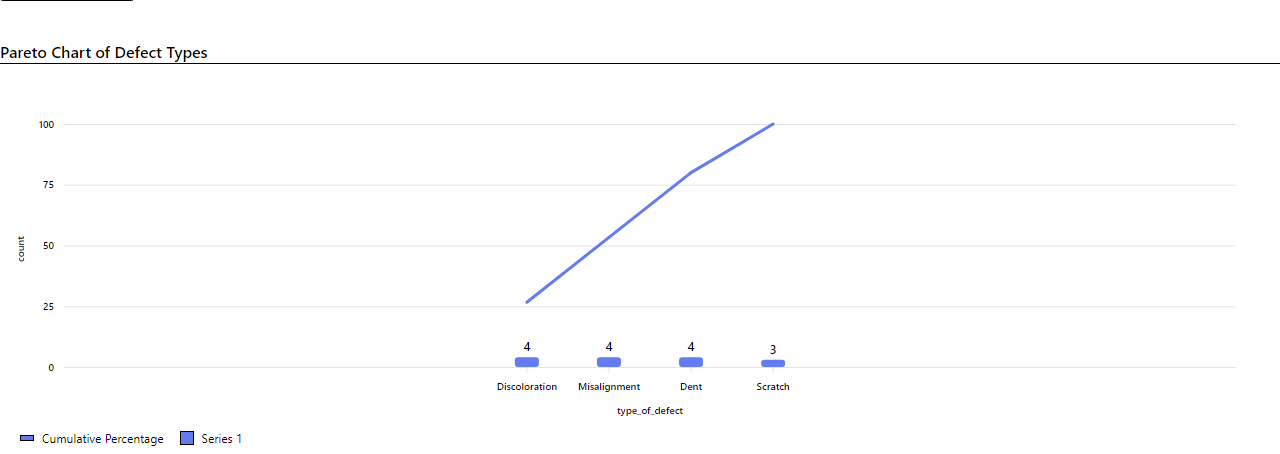 Pareto Chart of Defect Types
100
75
50
25
0
count
4 4 4 3
Discoloration Misalignment Dent Scratch
type_of_defect
Cumulative Percentage Series 1